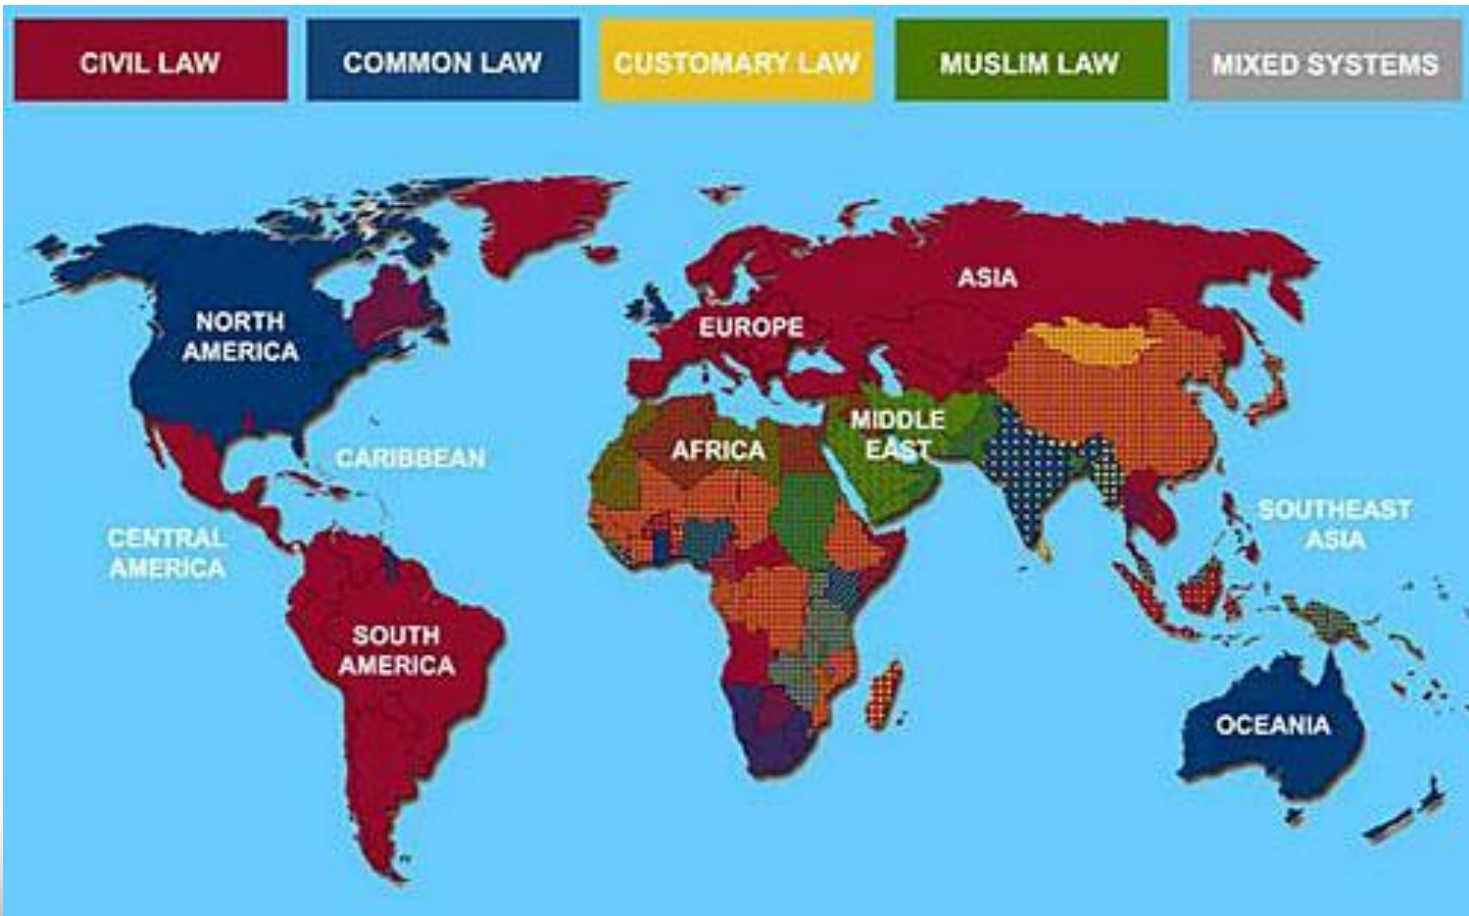 CIVIL LAW
COMMON LAW
CUSTOMARY LAW
MUSLIM LAW
MIXED SYSTEMS
ASIA
NORTH
AMERICA
EUROPE
MIDDLE
EAST
AFRICA
CARIBBEAN
SOUTHEAST
ASIA
CENTRAL
AMERICA
SOUTH
AMERICA
OCEANIA